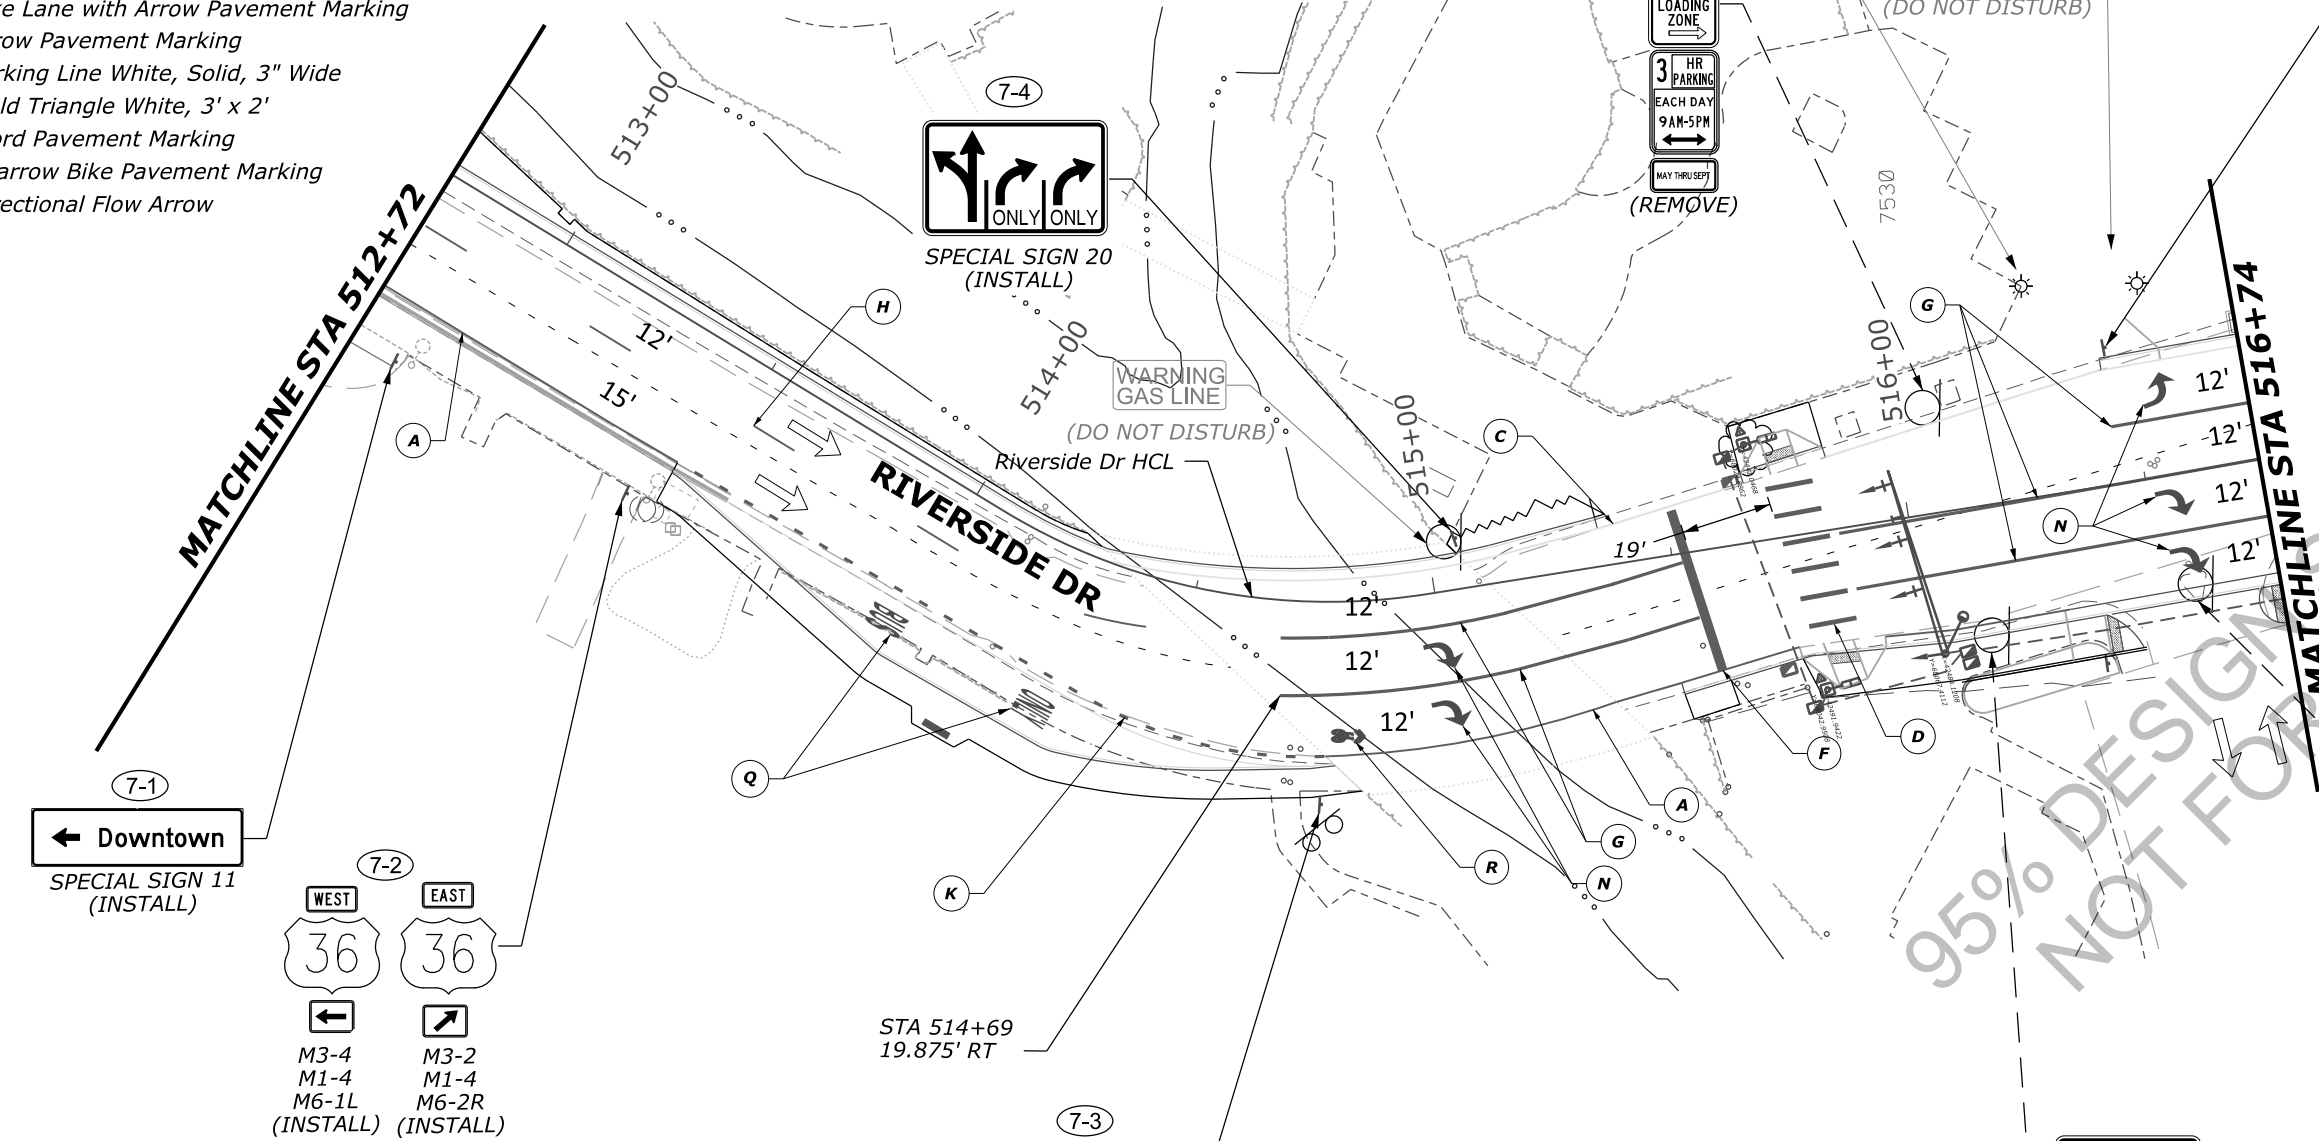 Lane with Arrow Pavement Marking
Pavement Marking
Line White, Solid, 3" Wide
Triangle White, 3' x 2'
Pavement Marking
Bike Pavement Marking
Flow Arrow
MATCHLINE STA 512+72
513+00
7-4
ONLY
ONLY
SPECIAL SIGN 20
(INSTALL)
LOADING
ZONE
3 HR
PARKING
EACH DAY
9AM-5PM
MAY THRU SEPT
(REMOVE)
(DO NOT DISTURB)
7530
H
12'
15'
A
514+00
WARNING
GAS LINE
(DO NOT DISTURB)
Riverside Dr HCL
515+00
C
516+00
G
12'
12'
12'
12'
N
MATCHLINE STA 516+74
19'
RIVERSIDE DR
12'
12'
12'
Q
K
R
G
N
A
F
D
7-1
Downtown
SPECIAL SIGN 11
(INSTALL)
7-2
WEST
36
M3-4
M1-4
M6-1L
(INSTALL)
EAST
36
M3-2
M1-4
M6-2R
(INSTALL)
STA 514+69
19.875' RT
7-3
95% DESIGN
NOT FOR